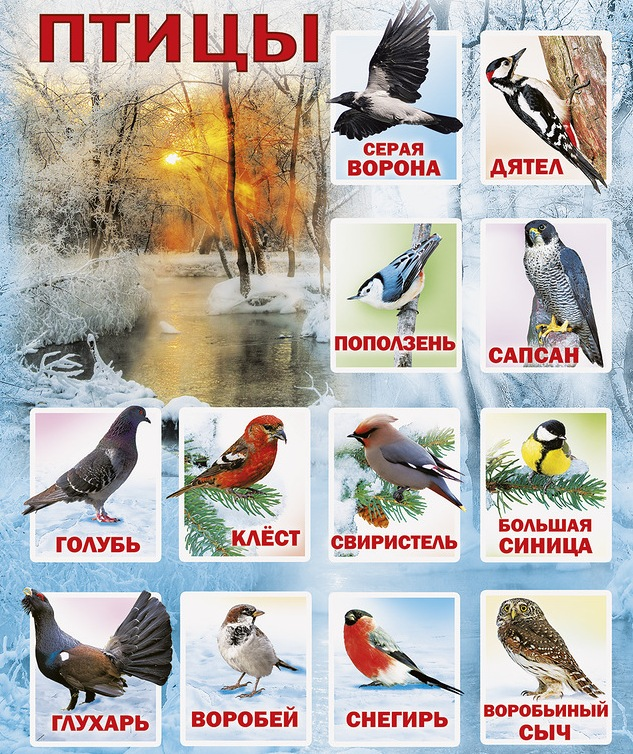 ПТИЦЫ
СЕРАЯ
ВОРОНА
ДЯТЕЛ
ПОПОЛЗЕНЬ
САПСАН
ГОЛУБЬ
КЛЁСТ
СВИРИСТЕЛЬ
БОЛЬШАЯ
СИНИЦА
ГЛУХАРЬ
ВОРОБЕЙ
СНЕГИРЬ
ВОРОБЬИНЫЙ
СЫЧ